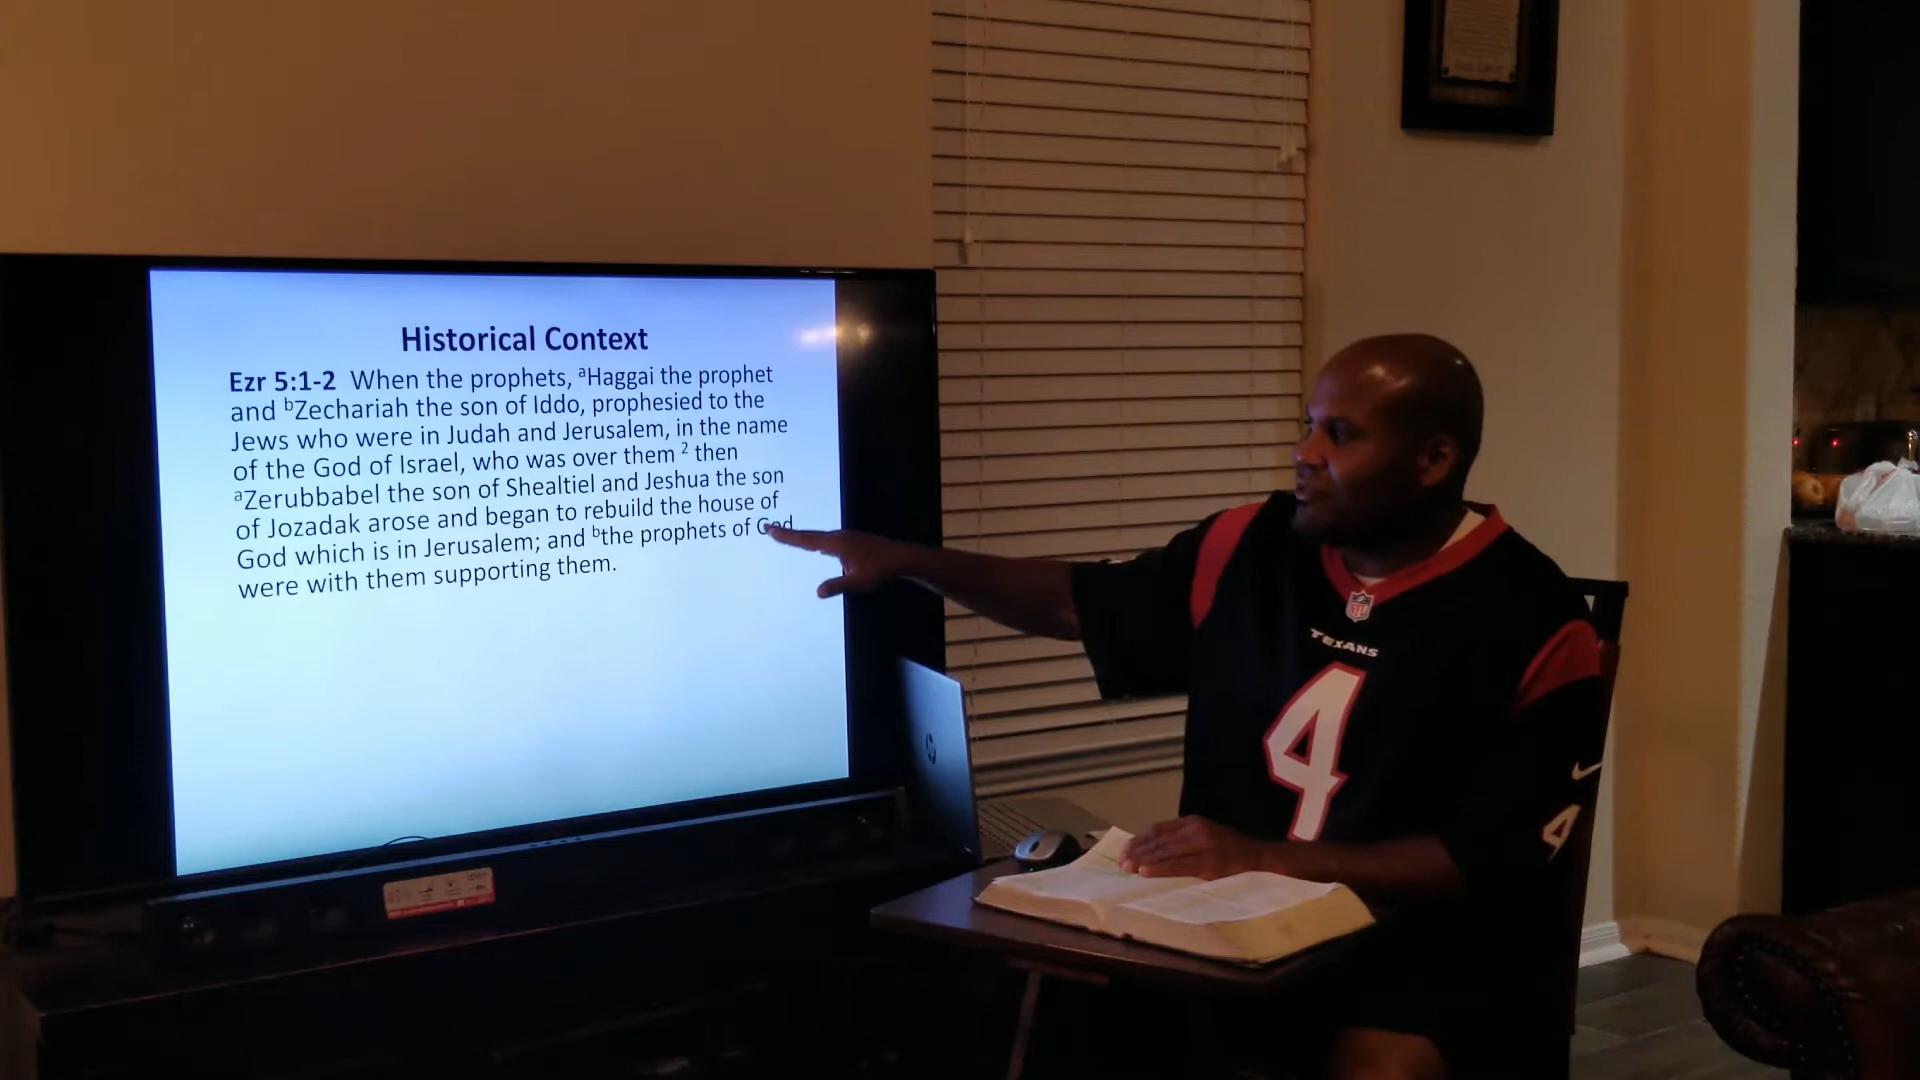 Historical Context
Ezr 5:1-2 When the prophets, aHaggai the prophet
and bZechariah the son of Iddo, prophesied to the
Jews who were in Judah and Jerusalem, in the name
of the God of Israel, who was over them 2 then
aZerubbabel the son of Shealtiel and Jeshua the son
of Jozadak arose and began to rebuild the house of
God which is in Jerusalem; and bthe prophets of God
were with them supporting them.
hp
NFL
TEXANS
4
4